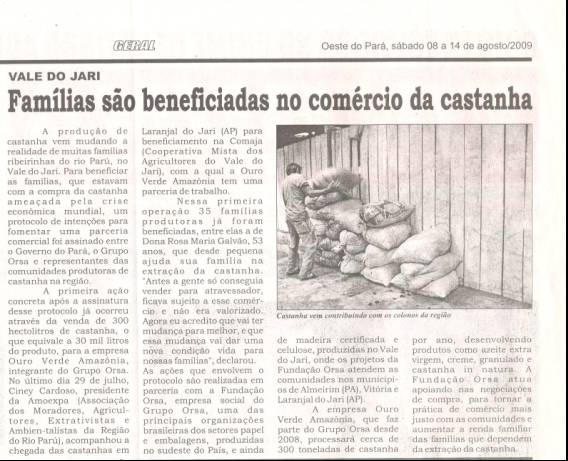 GERAL
Oeste do Pará, sábado 08 a 14 de agosto/2009
VALE DO JARI
Famílias são beneficiadas no comércio da castanha
A produção de
castanha vem mudando a
realidade de muitas famílias
ribeirinhas do rio Parú, no
Vale do Jari. Para beneficiar
as famílias, que estavam
com a compra da castanha
ameaçada pela crise
econômica mundial, um
protocolo de intenções para
fomentar uma parceria
comercial foi assinado entre
o Governo do Pará, o Grupo
Orsa e representantes das
comunidades produtoras de
castanha na região.
A primeira ação
concreta após a assinatura
desse protocolo já ocorreu
através da venda de 300
hectolitros de castanha, o
que equivale a 30 mil litros
do produto, para a empresa
Ouro Verde Amazônia,
integrante do Grupo Orsa.
No último dia 29 de julho,
Ciney Cardoso, presidente
da Amoexpa (Associação
dos Moradores, Agricul-
tores, Extrativistas e
Ambien-talistas da Região
do Rio Parú), acompanhou a
chegada das castanhas em
Laranjal do Jari (AP) para
beneficiamento na Comaja
(Cooperativa Mista dos
Agricultores do Vale do
Jari), com a qual a Ouro
Verde Amazônia tem uma
parceria de trabalho.
Nessa primeira
operação 35 famílias
produtoras já foram
beneficiadas, entre elas a de
Dona Rosa Maria Galvão, 53
anos, que desde pequena
ajuda sua família na
extração da castanha.
"Antes a gente só conseguia
vender para atravessador,
ficava sujeito a esse comér-
cio e não era valorizado.
Agora eu acredito que vai ter
mudança para melhor, e que
essa mudança vai dar uma
nova condição vida para
nossas famílias", declarou.
As ações que envolvem o
protocolo são realizadas em
parceria com a Fundação
Orsa, empresa social do
Grupo Orsa, uma das
principais organizações
brasileiras dos setores papel
e embalagens, produzidas
no sudeste do País, e ainda
Castanha vem contribuindo com os colonos da região
de madeira certificada e
celulose, produzidas no Vale
do Jari, onde os projetos da
Fundação Orsa atendem as
comunidades nos municípi-
os de Almeirim (PA), Vitória e
Laranjal do Jari (AP).
A empresa Ouro
Verde Amazônia, que faz
parte do Grupo Orsa desde
2008, processará cerca de
300 toneladas de castanha
por ano, desenvolvendo
produtos como azeite extra
virgem, creme, granulado e
castanha in natura. A
Fundação Orsa atua
apoiando nas negociações
de compra, para tornar a
prática de comércio mais
justo com as comunidades e
aumentar a renda familiar
das famílias que dependem
da extração da castanha.